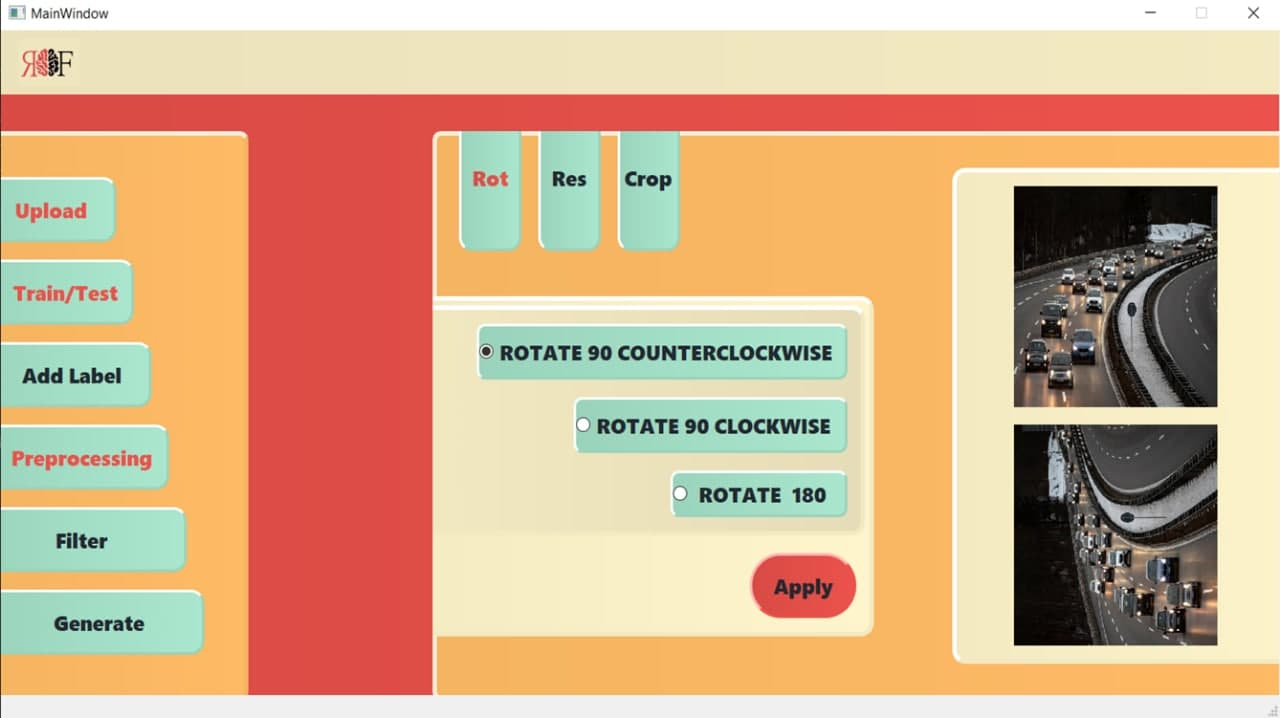 MainWindow
RF
Upload
Train/Test
Add Label
Preprocessing
Filter
Generate
Rot
Res
Crop
ROTATE 90 COUNTERCLOCKWISE
ROTATE 90 CLOCKWISE
ROTATE 180
Apply